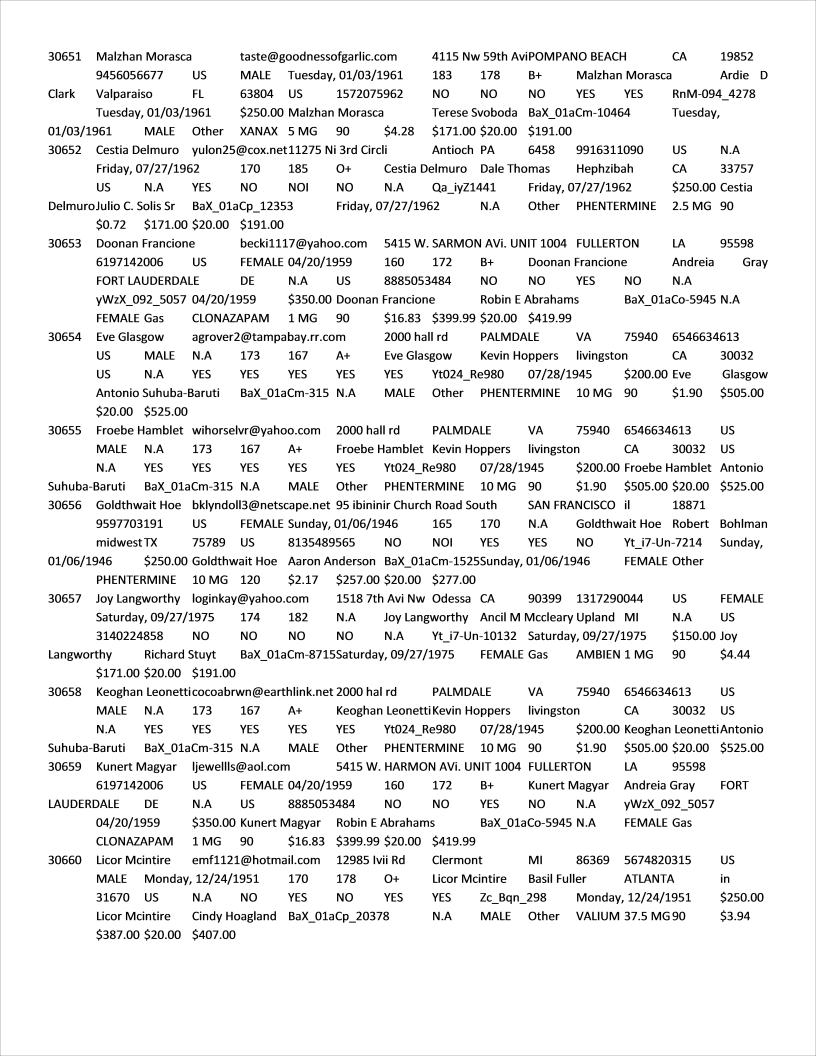 30651 Malzhan Morasca taste@goodnessofgarlic.com 4115 Nw 59th AviPOMPANO BEACH CA 19852
9456056677 US MALE Tuesday, 01/03/1961 183 178 B+ Malzhan Morasca Ardie D
Clark Valparaiso FL 63804 US 1572075962 NO NO NO YES YES RnM-094_4278
Tuesday, 01/03/1961 $250.00 Malzhan Morasca Terese Svoboda BaX_01aCm-10464 Tuesday,
01/03/1961 MALE Other XANAX 5 MG 90 $4.28 $171.00 $20.00 $191.00
30652 Cestia Delmuro yulon25@cox.net11275 Ni 3rd Circli Antioch PA 6458 9916311090 US N.A
Friday, 07/27/1962 170 185 O+ Cestia Delmuro Dale Thomas Hephzibah CA 33757
US N.A YES NO NOI NO N.A Qa_iyZ1441 Friday, 07/27/1962 $250.00 Cestia
DelmuroJulio C. Solis Sr BaX_01aCp_12353 Friday, 07/27/1962 N.A Other PHENTERMINE 2.5 MG 90
$0.72 $171.00 $20.00 $191.00
30653 Doonan Francione becki1117@yahoo.com 5415 W. SARMON AVi. UNIT 1004 FULLERTON LA 95598
6197142006 US FEMALE 04/20/1959 160 172 B+ Doonan Francione Andreia Gray
FORT LAUDERDALE DE N.A US 8885053484 NO NO YES NO N.A
yWzX_092_5057 04/20/1959 $350.00 Doonan Francione Robin E Abrahams BaX_01aCo-5945 N.A
FEMALE Gas CLONAZAPAM 1 MG 90 $16.83 $399.99 $20.00 $419.99
30654 Eve Glasgow agrover2@tampabay.rr.com 2000 hall rd PALMDALE VA 75940 6546634613
US MALE N.A 173 167 A+ Eve Glasgow Kevin Hoppers livingston CA 30032
US N.A YES YES YES YES YES Yt024_Re980 07/28/1945 $200.00 Eve Glasgow
Antonio Suhuba-Baruti BaX_01aCm-315 N.A MALE Other PHENTERMINE 10 MG 90 $1.90 $505.00
$20.00 $525.00
30655 Froebe Hamblet wihorselvr@yahoo.com 2000 hall rd PALMDALE VA 75940 6546634613 US
MALE N.A 173 167 A+ Froebe Hamblet Kevin Hoppers livingston CA 30032 US
N.A YES YES YES YES YES Yt024_Re980 07/28/1945 $200.00 Froebe Hamblet Antonio
Suhuba-Baruti BaX_01aCm-315 N.A MALE Other PHENTERMINE 10 MG 90 $1.90 $505.00 $20.00 $525.00
30656 Goldthwait Hoe bklyndoll3@netscape.net 95 ibininir Church Road South SAN FRANCISCO il 18871
9597703191 US FEMALE Sunday, 01/06/1946 165 170 N.A Goldthwait Hoe Robert Bohlman
midwest TX 75789 US 8135489565 NO NOI YES YES NO Yt_i7-Un-7214 Sunday,
01/06/1946 $250.00 Goldthwait Hoe Aaron Anderson BaX_01aCm-1525Sunday, 01/06/1946 FEMALE Other
PHENTERMINE 10 MG 120 $2.17 $257.00 $20.00 $277.00
30657 Joy Langworthy loginkay@yahoo.com 1518 7th Avi Nw Odessa CA 90399 1317290044 US FEMALE
Saturday, 09/27/1975 174 182 N.A Joy Langworthy Ancil M Mccleary Upland MI N.A US
3140224858 NO NO NO NO N.A Yt_i7-Un-10132 Saturday, 09/27/1975 $150.00 Joy
Langworthy Richard Stuyt BaX_01aCm-8715Saturday, 09/27/1975 FEMALE Gas AMBIEN 1 MG 90 $4.44
$171.00 $20.00 $191.00
30658 Keoghan Leonetticocoabrwn@earthlink.net 2000 hal rd PALMDALE VA 75940 6546634613 US
MALE N.A 173 167 A+ Keoghan LeonettiKevin Hoppers livingston CA 30032 US
N.A YES YES YES YES YES Yt024_Re980 07/28/1945 $200.00 Keoghan LeonettiAntonio
Suhuba-Baruti BaX_01aCm-315 N.A MALE Other PHENTERMINE 10 MG 90 $1.90 $505.00 $20.00 $525.00
30659 Kunert Magyar ljewellls@aol.com 5415 W. HARMON AVi. UNIT 1004 FULLERTON LA 95598
6197142006 US FEMALE 04/20/1959 160 172 B+ Kunert Magyar Andreia Gray FORT
LAUDERDALE DE N.A US 8885053484 NO NO YES NO N.A yWzX_092_5057
04/20/1959 $350.00 Kunert Magyar Robin E Abrahams BaX_01aCo-5945 N.A FEMALE Gas
CLONAZAPAM 1 MG 90 $16.83 $399.99 $20.00 $419.99
30660 Licor Mcintire emf1121@hotmail.com 12985 Ivii Rd Clermont MI 86369 5674820315 US
MALE Monday, 12/24/1951 170 178 O+ Licor Mcintire Basil Fuller ATLANTA in
31670 US N.A NO YES NO YES YES Zc_Bqn_298 Monday, 12/24/1951 $250.00
Licor Mcintire Cindy Hoagland BaX_01aCp_20378 N.A MALE Other VALIUM 37.5 MG 90 $3.94
$387.00 $20.00 $407.00